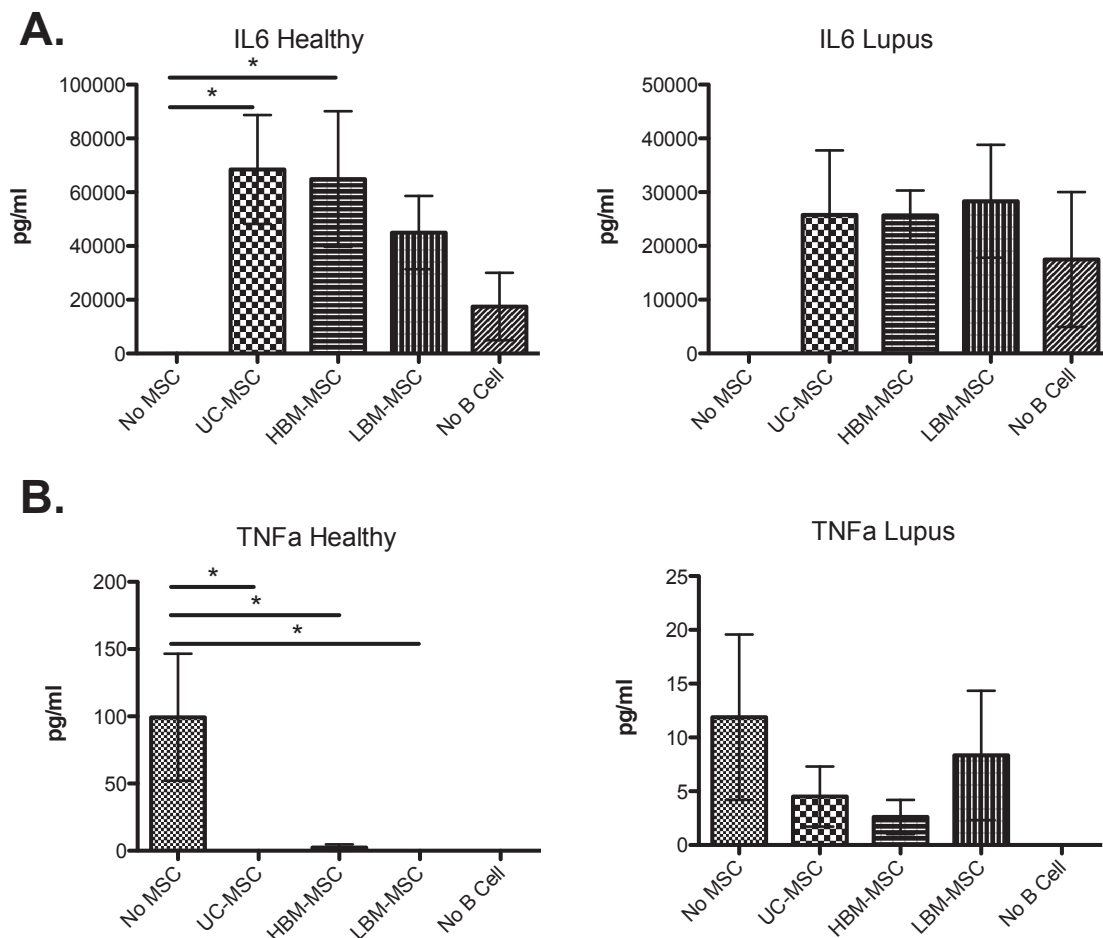 A.
IL6 Healthy
*
*
100000
80000
60000
40000
20000
0
pg/ml
No MSC
UC-MSC
HBM-MSC
LBM-MSC
No B Cell
IL6 Lupus
50000
40000
30000
20000
10000
0
pg/ml
No MSC
UC-MSC
HBM-MSC
LBM-MSC
No B Cell
B.
TNFa Healthy
*
*
*
200
150
100
50
0
pg/ml
No MSC
UC-MSC
HBM-MSC
LBM-MSC
No B Cell
TNFa Lupus
25
20
15
10
5
0
pg/ml
No MSC
UC-MSC
HBM-MSC
LBM-MSC
No B Cell